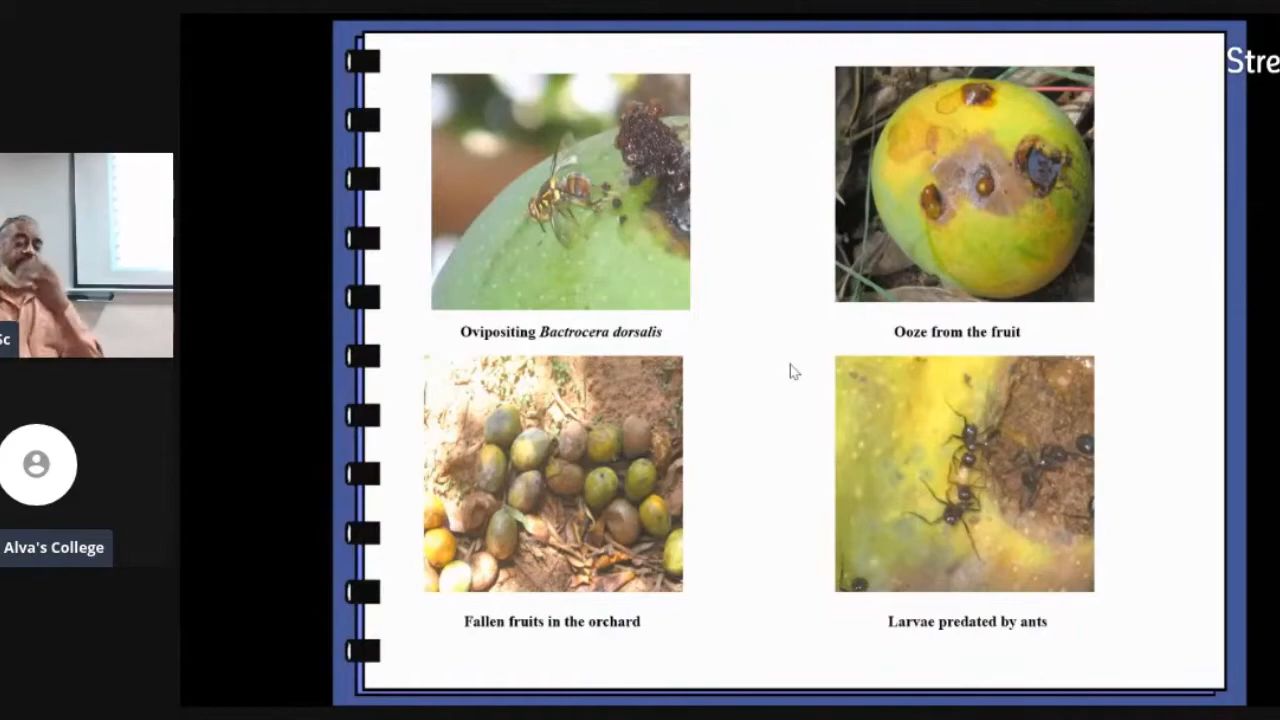 Stre
Ovipositing Bactrocera dorsalis
Ooze from the fruit
Sc
Fallen fruits in the orchard
Larvae predated by ants
Alva's College